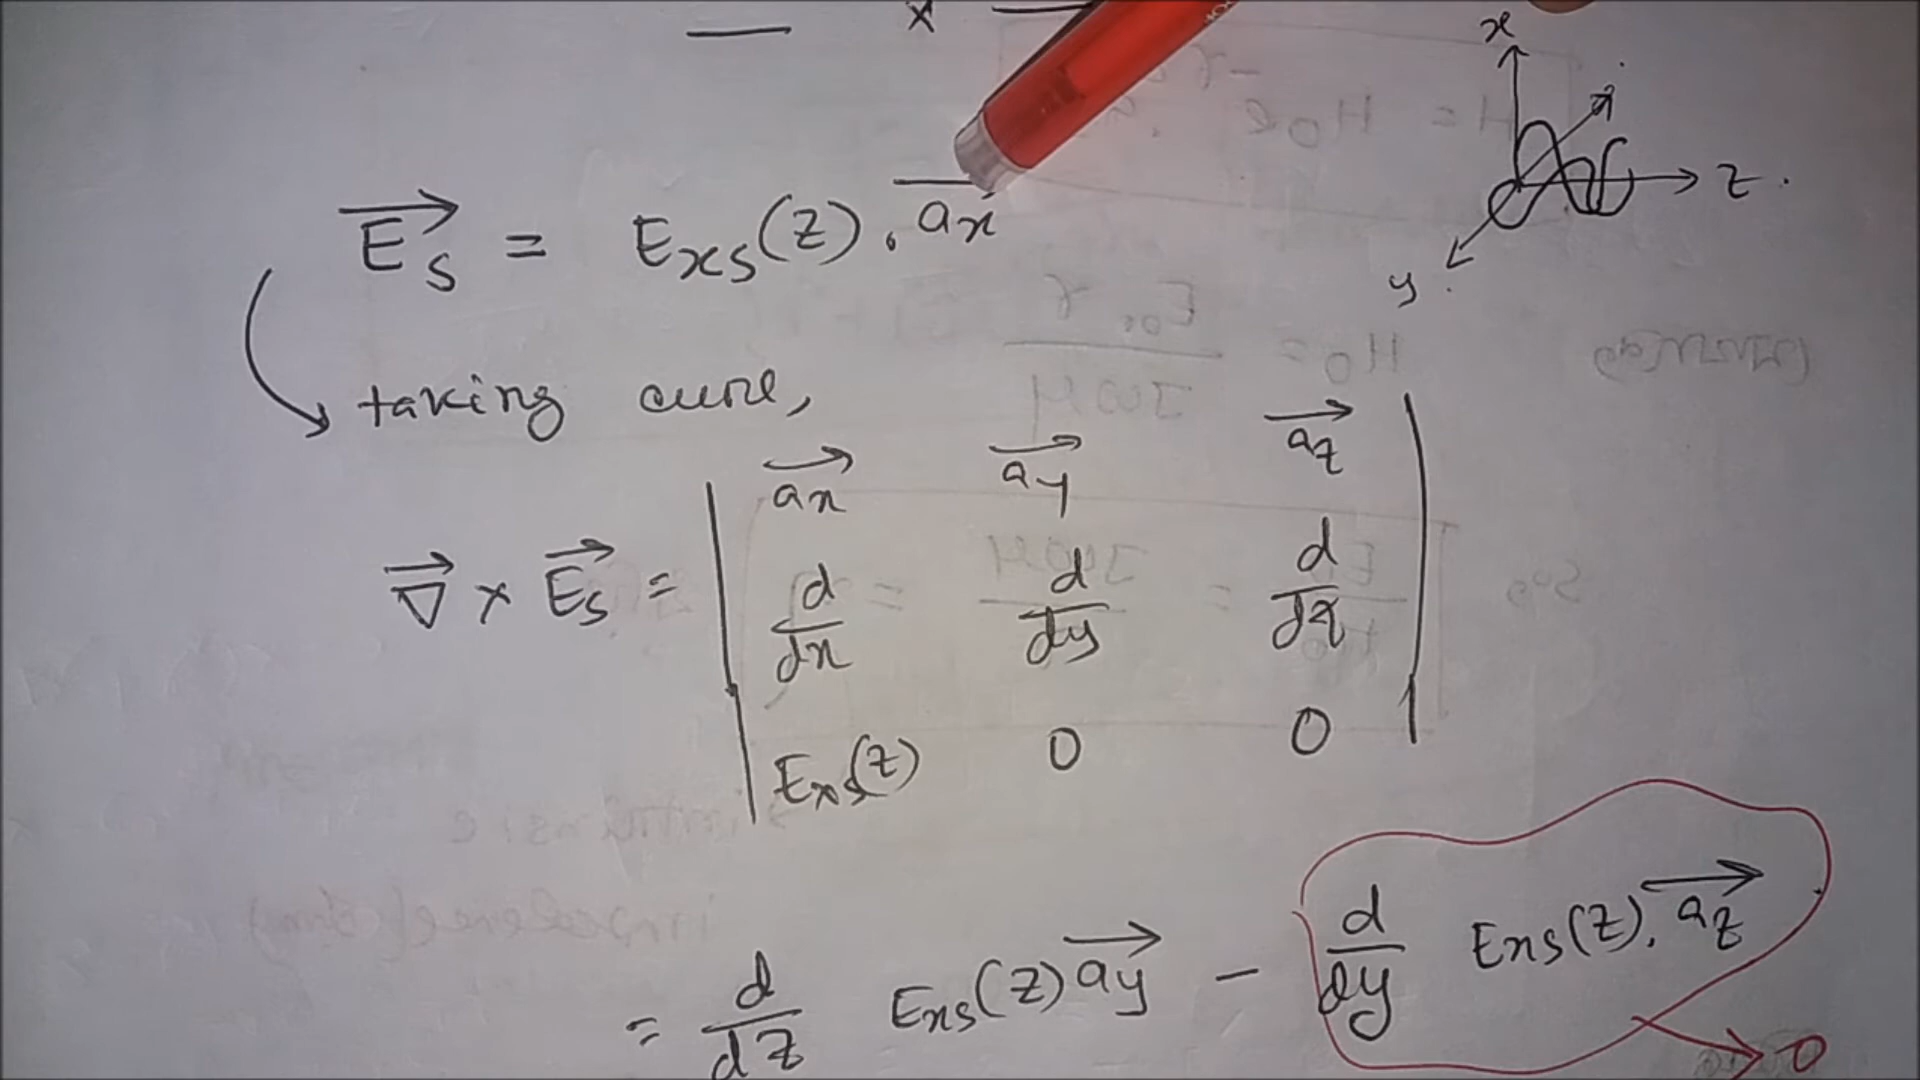 x
z
y
Es = Exs(z) . ax
taking curl,
∇ × Es = | ax ay az |
| d/dx d/dy d/dz |
| Exs(z) 0 0 |
= d/dz Exs(z) ay − d/dy Exs(z). az
→ 0